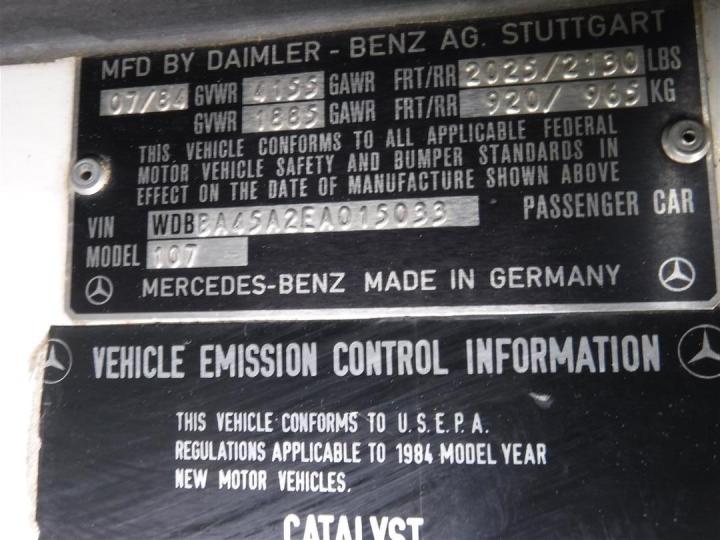 MFD BY DAIMLER - BENZ AG. STUTTGART
07/84 GVWR 4155 GAWR FRT/RR 2025/2130 LBS
GVWR 1885 GAWR FRT/RR 920/ 965 KG
THIS VEHICLE CONFORMS TO ALL APPLICABLE FEDERAL
MOTOR VEHICLE SAFETY AND BUMPER STANDARDS IN
EFFECT ON THE DATE OF MANUFACTURE SHOWN ABOVE
VIN WDBBA45A2EA015033 PASSENGER CAR
MODEL 107
MERCEDES-BENZ MADE IN GERMANY
VEHICLE EMISSION CONTROL INFORMATION
THIS VEHICLE CONFORMS TO U.S.E.P.A.
REGULATIONS APPLICABLE TO 1984 MODEL YEAR
NEW MOTOR VEHICLES.
CATALYST